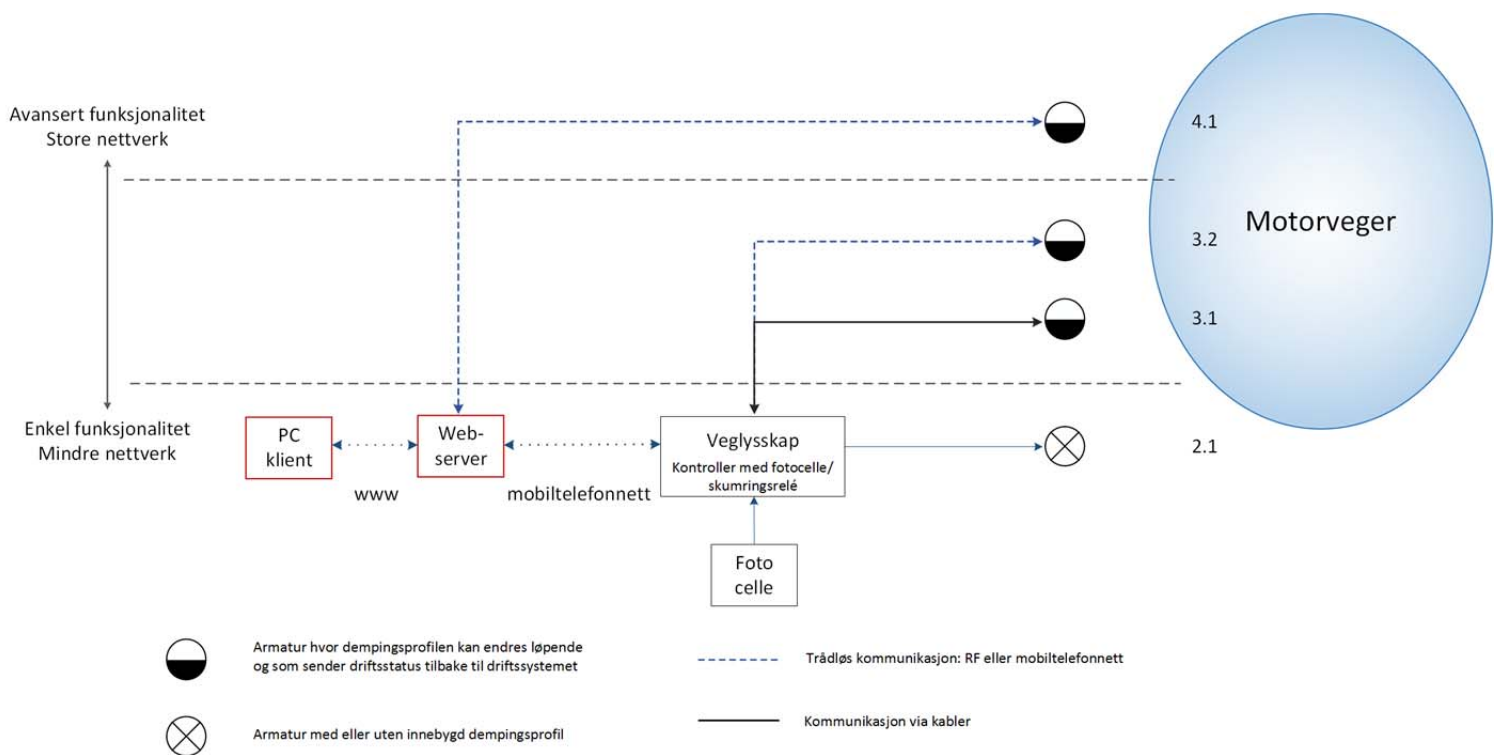 Avansert funksjonalitet
Store nettverk
4.1
Motorveger
3.2
3.1
Enkel funksjonalitet
Mindre nettverk
PC
klient
Web-
server
Veglysskap
Kontroller med fotocelle/
skumringsrelé
2.1
www
mobiltelefonnett
Foto
celle
Armatur hvor dempingsprofilen kan endres løpende
og som sender driftsstatus tilbake til driftssystemet
Trådløs kommunikasjon: RF eller mobiltelefonnett
Armatur med eller uten innebygd dempingsprofil
Kommunikasjon via kabler